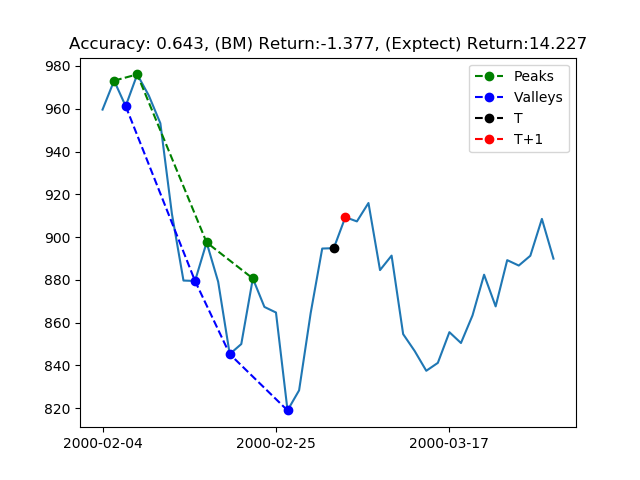 Accuracy: 0.643, (BM) Return:-1.377, (Exptect) Return:14.227
Peaks
Valleys
T
T+1
980
960
940
920
900
880
860
840
820
2000-02-04 2000-02-25 2000-03-17